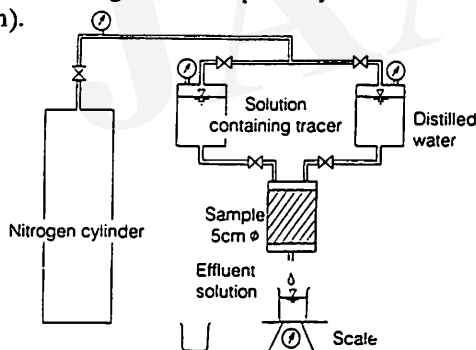 n).
Solution
containing tracer
Distilled
water
Sample
5cm ϕ
Nitrogen cylinder
Effluent
solution
Scale